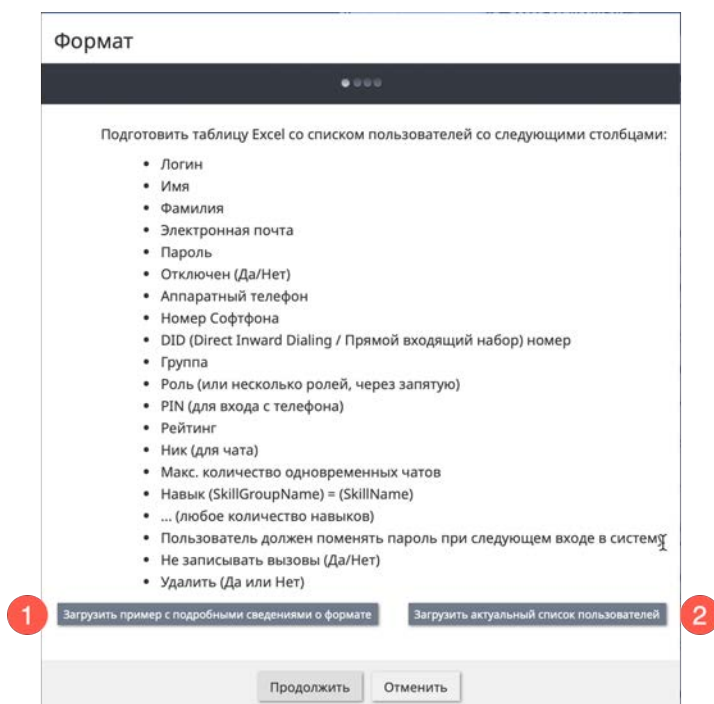 Формат
Подготовить таблицу Excel со списком пользователей со следующими столбцами:
• Логин
• Имя
• Фамилия
• Электронная почта
• Пароль
• Отключен (Да/Нет)
• Аппаратный телефон
• Номер Софтфона
• DID (Direct Inward Dialing / Прямой входящий набор) номер
• Группа
• Роль (или несколько ролей, через запятую)
• PIN (для входа с телефона)
• Рейтинг
• Ник (для чата)
• Макс. количество одновременных чатов
• Навык (SkillGroupName) = (SkillName)
• ... (любое количество навыков)
• Пользователь должен поменять пароль при следующем входе в систему
• Не записывать вызовы (Да/Нет)
• Удалить (Да или Нет)
1 Загрузить пример с подробными сведениями о формате Загрузить актуальный список пользователей 2
Продолжить Отменить